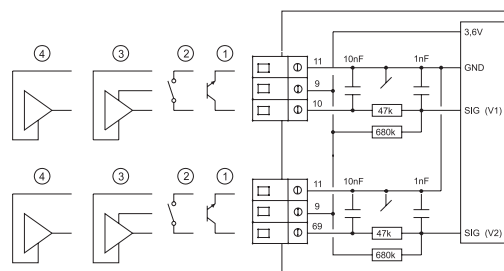 3,6V
④ ③ ② ① 11 10nF 1nF GND
9
10 47k SIG (V1)
680k
④ ③ ② ① 11 10nF 1nF
9
69 47k SIG (V2)
680k